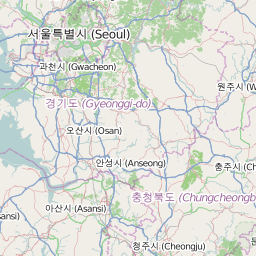 서울특별시 (Seoul)
과천시 (Gwacheon)
원주시 (W
경기도 (Gyeonggi-do)
오산시 (Osan)
안성시 (Anseong)
충주시 (Ch
충청북도 (Chungcheongb
아산시 (Asan)
청주시 (Cheongju)